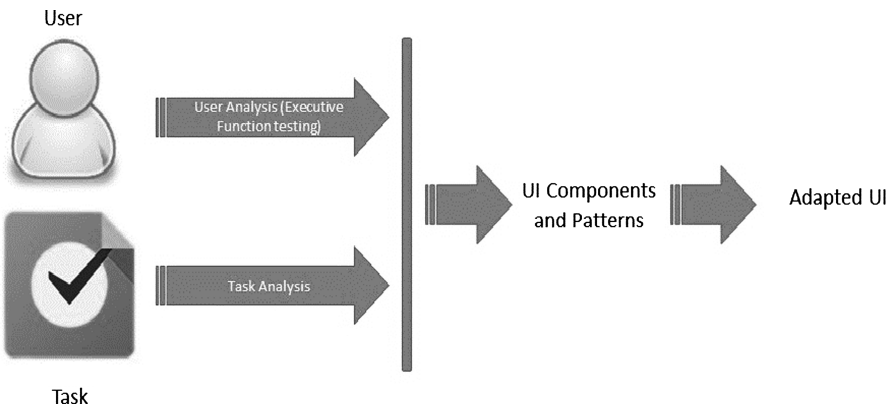 User
User Analysis (Executive
Function testing)
UI Components
and Patterns
Adapted UI
Task Analysis
Task